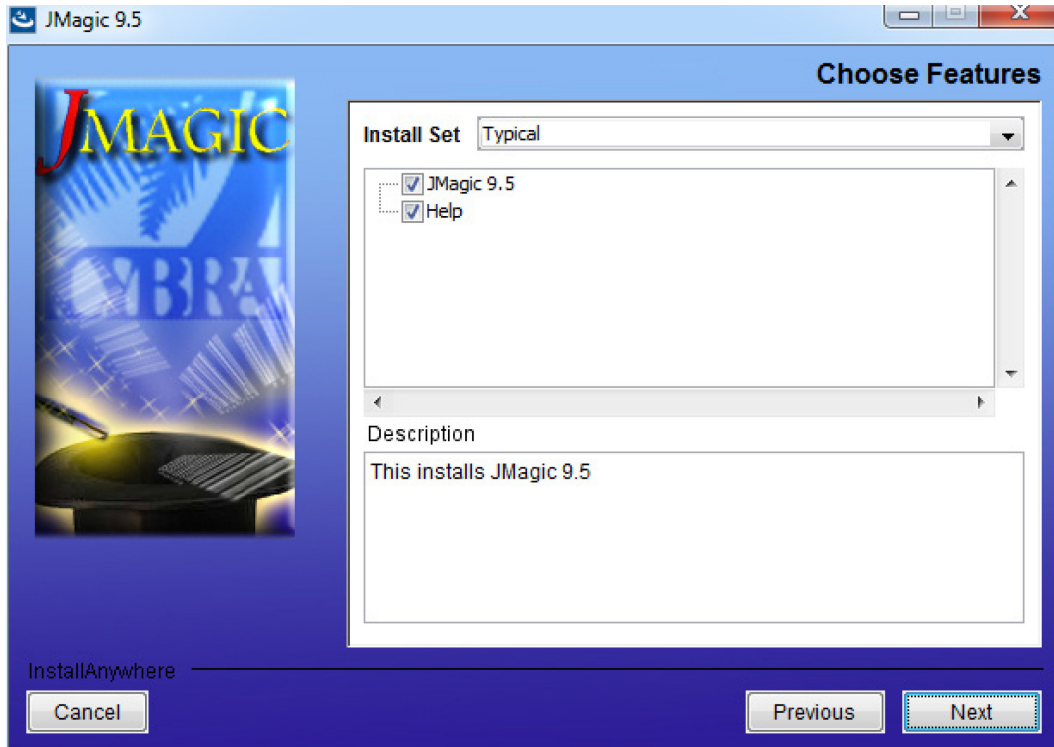 JMagic 9.5
Choose Features
JMAGIC
CYBRA
Install Set Typical
JMagic 9.5
Help
Description
This installs JMagic 9.5
InstallAnywhere
Cancel Previous Next